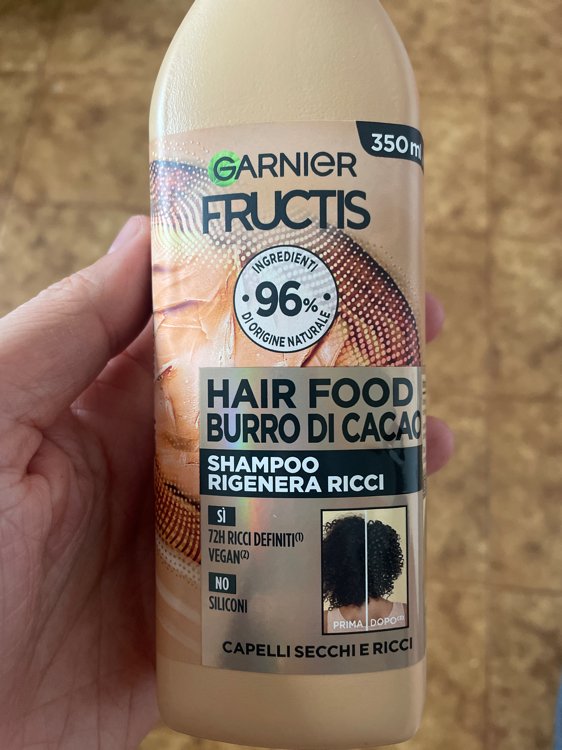 350 ml
GARNIER
FRUCTIS
INGREDIENTI
96%
DI ORIGINE NATURALE
HAIR FOOD
BURRO DI CACAO
SHAMPOO
RIGENERA RICCI
SÌ
72H RICCI DEFINITI(1)
VEGAN(2)
NO
SILICONI
PRIMA DOPO
CAPELLI SECCHI E RICCI